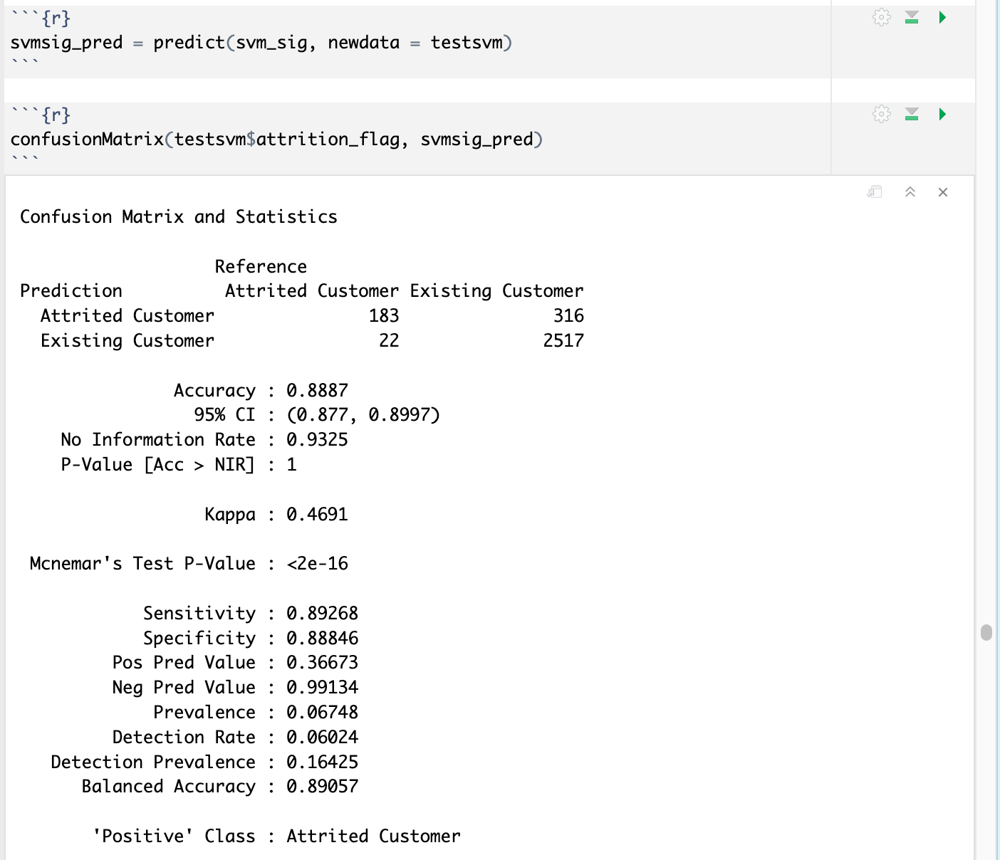 ```{r}
svmsig_pred = predict(svm_sig, newdata = testsvm)
```
```{r}
confusionMatrix(testsvm$attrition_flag, svmsig_pred)
```
Confusion Matrix and Statistics
Reference
Prediction Attrited Customer Existing Customer
Attrited Customer 183 316
Existing Customer 22 2517
Accuracy : 0.8887
95% CI : (0.877, 0.8997)
No Information Rate : 0.9325
P-Value [Acc > NIR] : 1
Kappa : 0.4691
Mcnemar's Test P-Value : <2e-16
Sensitivity : 0.89268
Specificity : 0.88846
Pos Pred Value : 0.36673
Neg Pred Value : 0.99134
Prevalence : 0.06748
Detection Rate : 0.06024
Detection Prevalence : 0.16425
Balanced Accuracy : 0.89057
'Positive' Class : Attrited Customer